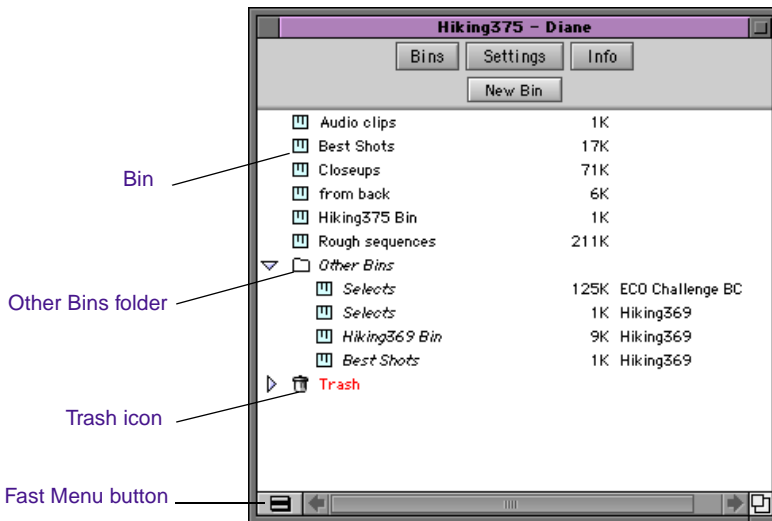 Hiking375 – Diane
Bins Settings Info
New Bin
Audio clips 1K
Best Shots 17K
Closeups 71K
from back 6K
Hiking375 Bin 1K
Rough sequences 211K
Other Bins
Selects 125K ECO Challenge BC
Selects 1K Hiking369
Hiking369 Bin 9K Hiking369
Best Shots 1K Hiking369
Trash
Bin
Other Bins folder
Trash icon
Fast Menu button